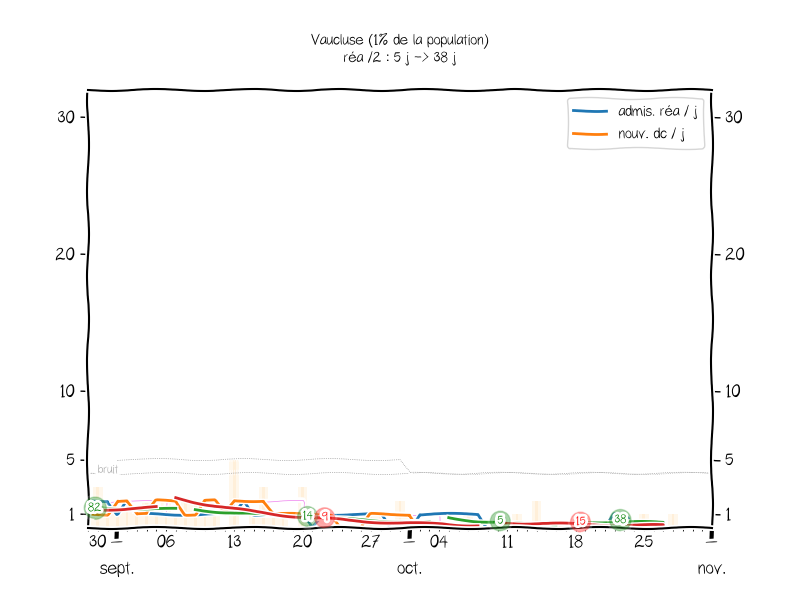 Vaucluse (1% de la population)
réa /2 : 5 j -> 38 j
admis. réa / j
nouv. dc / j
30 30
20 20
10 10
5 5
bruit
1 1
82 14 9 5 15 38
30 06 13 20 27 04 11 18 25
sept. oct. nov.